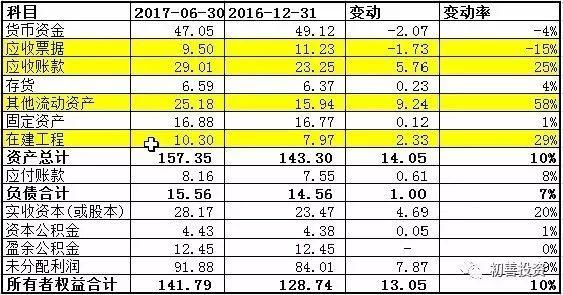 科目 2017-06-30 2016-12-31 变动 变动率
货币资金 47.05 49.12 -2.07 -4%
应收票据 9.50 11.23 -1.73 -15%
应收账款 29.01 23.25 5.76 25%
存货 6.59 6.37 0.23 4%
其他流动资产 25.18 15.94 9.24 58%
固定资产 16.88 16.77 0.12 1%
在建工程 10.30 7.97 2.33 29%
资产总计 157.35 143.30 14.05 10%
应付账款 8.16 7.55 0.61 8%
负债合计 15.56 14.56 1.00 7%
实收资本(或股本) 28.17 23.47 4.69 20%
资本公积金 4.43 4.38 0.05 1%
盈余公积金 12.45 12.45 - 0%
未分配利润 91.88 84.01 7.87 9%
初善投资
所有者权益合计 141.79 128.74 13.05 10%